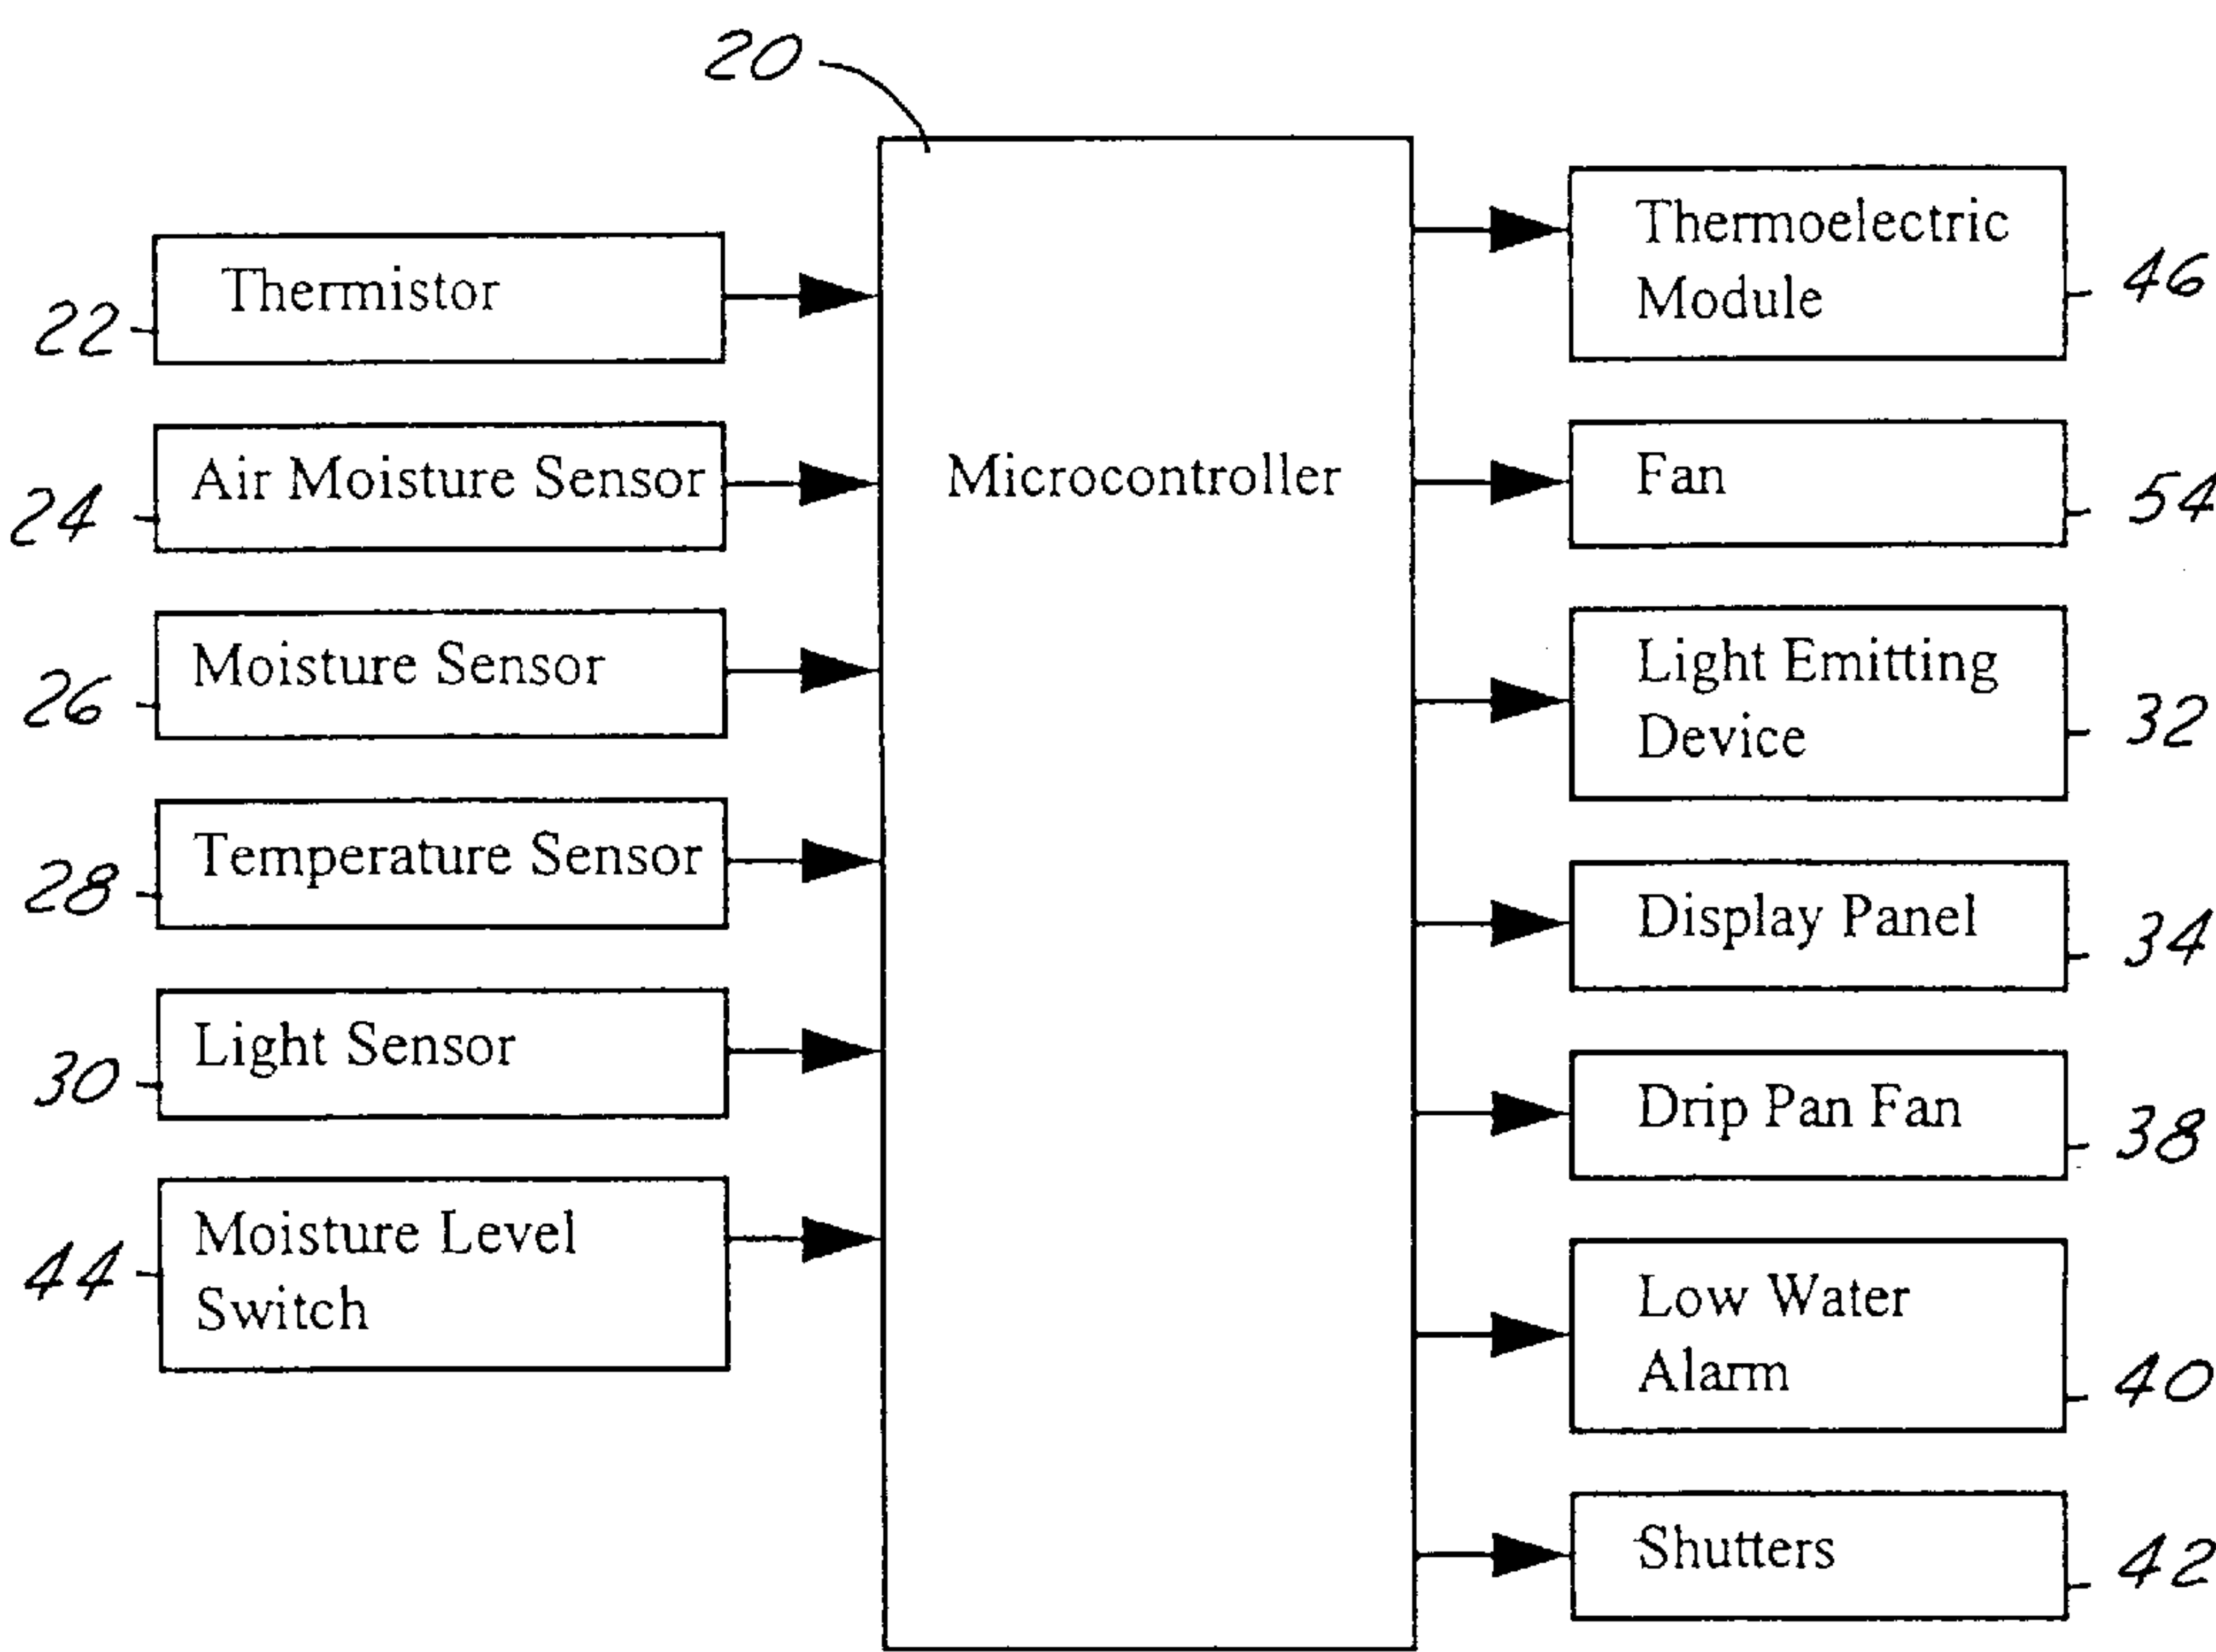 20
Thermistor
22
Air Moisture Sensor
24
Moisture Sensor
26
Temperature Sensor
28
Light Sensor
30
Moisture Level
Switch
44
Microcontroller
Thermoelectric
Module
46
Fan
54
Light Emitting
Device
32
Display Panel
34
Drip Pan Fan
38
Low Water
Alarm
40
Shutters
42